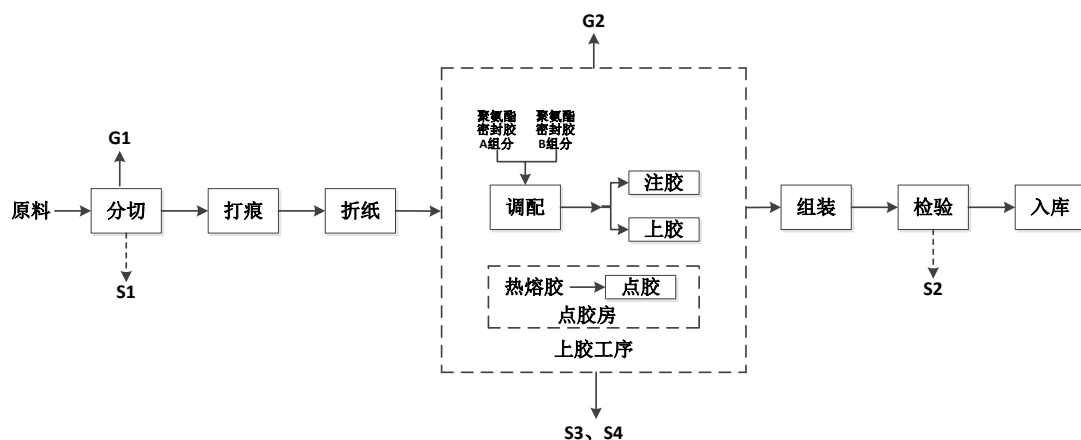 G2
聚氨酯
密封胶
A组分
聚氨酯
密封胶
B组分
G1
原料
分切
打痕
折纸
调配
注胶
上胶
组装
检验
入库
S1
热熔胶
点胶
点胶房
上胶工序
S2
S3、S4